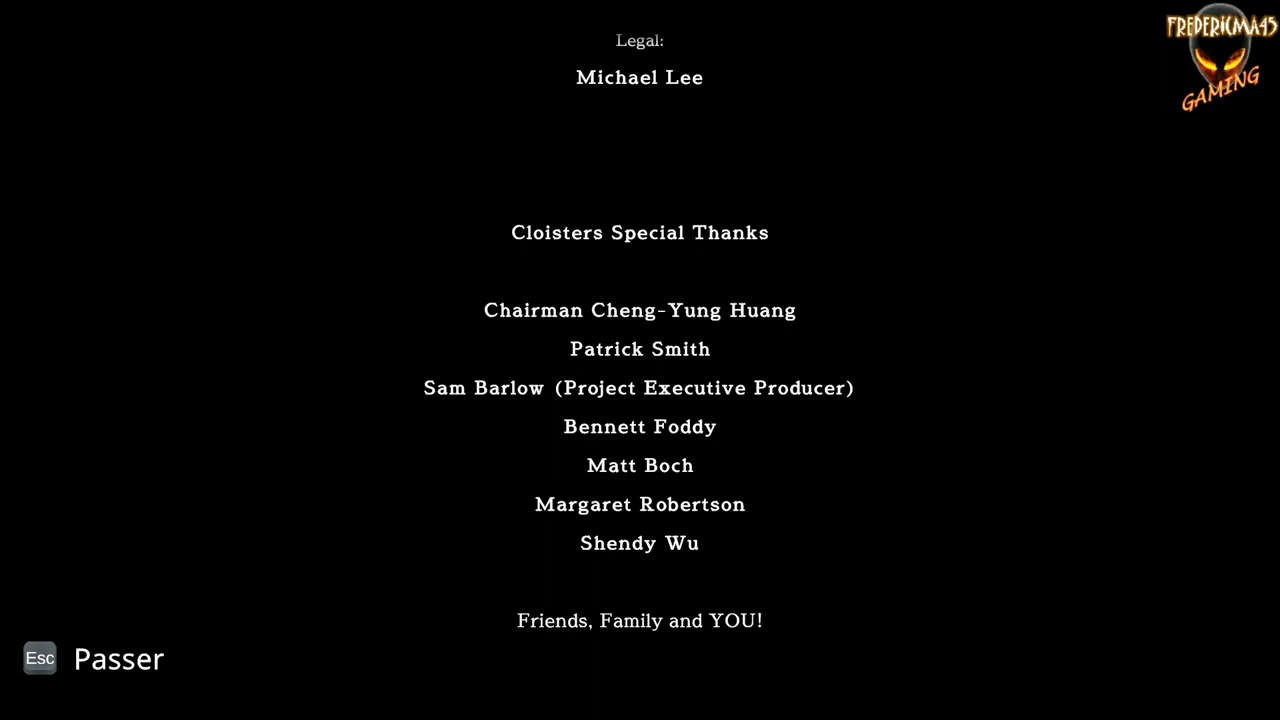 Legal:
Michael Lee
Cloisters Special Thanks
Chairman Cheng-Yung Huang
Patrick Smith
Sam Barlow (Project Executive Producer)
Bennett Foddy
Matt Boch
Margaret Robertson
Shendy Wu
Friends, Family and YOU!
Esc Passer
FREDERICMA45
GAMING